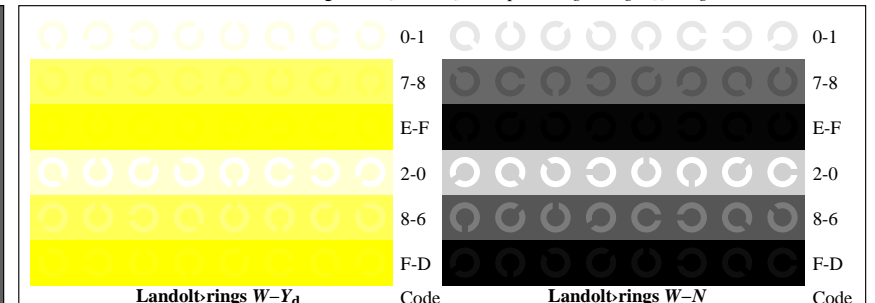 0-1 0-1
7-8 7-8
E-F E-F
2-0 2-0
8-6 8-6
F-D F-D
Landolt›rings W–Yd Code Landolt›rings W–N Code